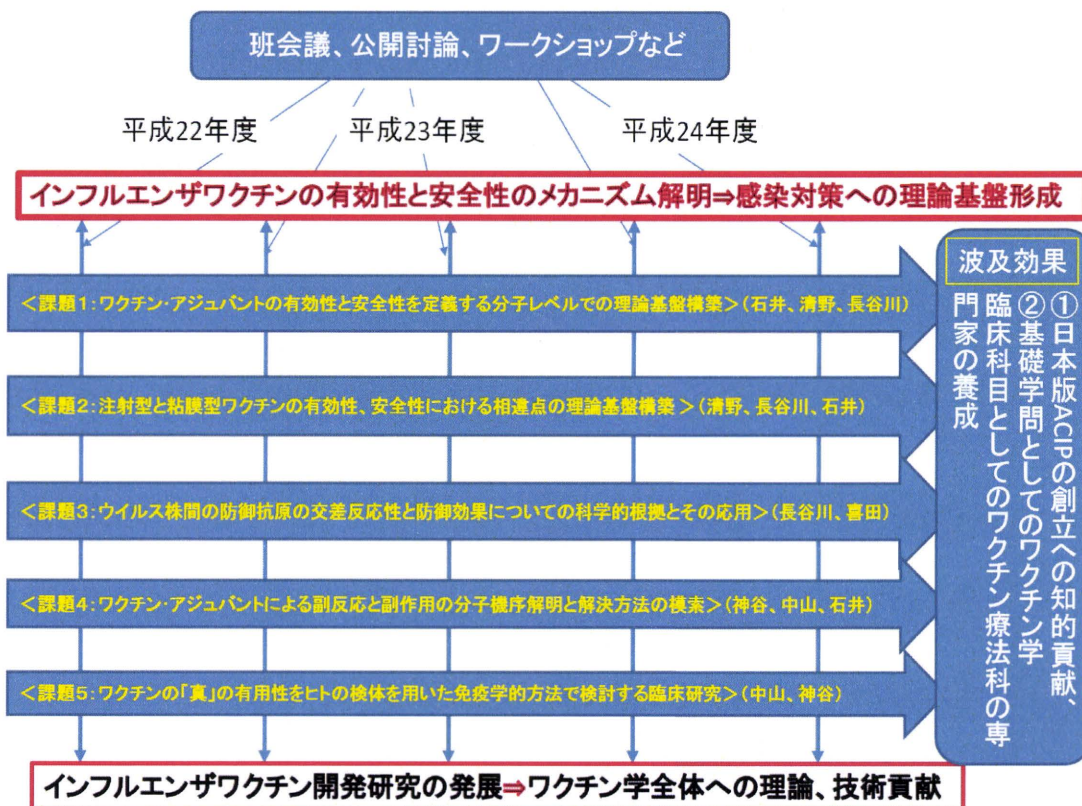 班会議、公開討論、ワークショップなど
平成22年度
平成23年度
平成24年度
インフルエンザワクチンの有効性と安全性のメカニズム解明⇒感染対策への理論基盤形成
<課題1:ワクチン・アジュバントの有効性と安全性を定義する分子レベルでの理論基盤構築>(石井、清野、長谷川)
<課題2:注射型と粘膜型ワクチンの有効性、安全性における相違点の理論基盤構築>(清野、長谷川、石井)
<課題3:ウイルス株間の防御抗原の交差反応性と防御効果についての科学的根拠とその応用>(長谷川、喜田)
<課題4:ワクチン・アジュバントによる副反応と副作用の分子機序解明と解決方法の模索>(神谷、中山、石井)
<課題5:ワクチンの「真」の有用性をヒトの検体を用いた免疫学的方法で検討する臨床研究>(中山、神谷)
波及効果
①日本版ACIPの創立への知的貢献、
②基礎学問としてのワクチン学
臨床科目としてのワクチン療法科の専
門家の養成
インフルエンザワクチン開発研究の発展⇒ワクチン学全体への理論、技術貢献